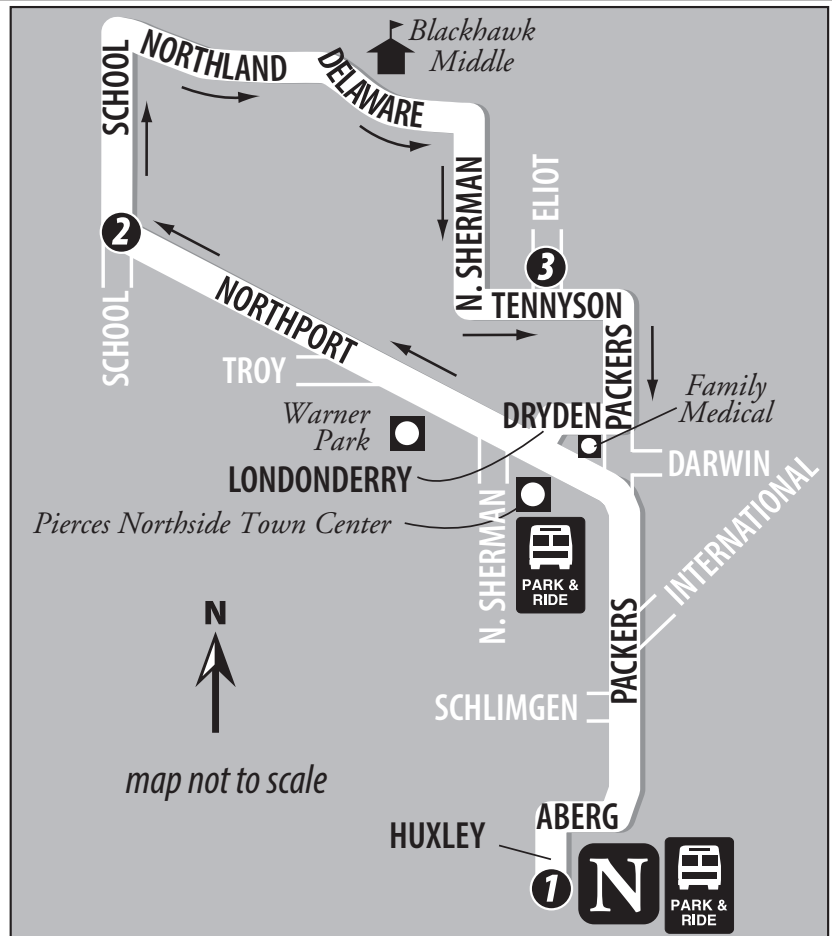 Blackhawk
Middle
NORTHLAND
DELAWARE
SCHOOL
N. SHERMAN
ELIOT
2
3
TENNYSON
SCHOOL
NORTHPORT
PACKERS
TROY
Family
Medical
Warner
Park
DRYDEN
LONDONDERRY
DARWIN
Pierces Northside Town Center
INTERNATIONAL
N. SHERMAN
PARK &
RIDE
N
PACKERS
SCHLIMGEN
map not to scale
ABERG
HUXLEY
1
N
PARK &
RIDE